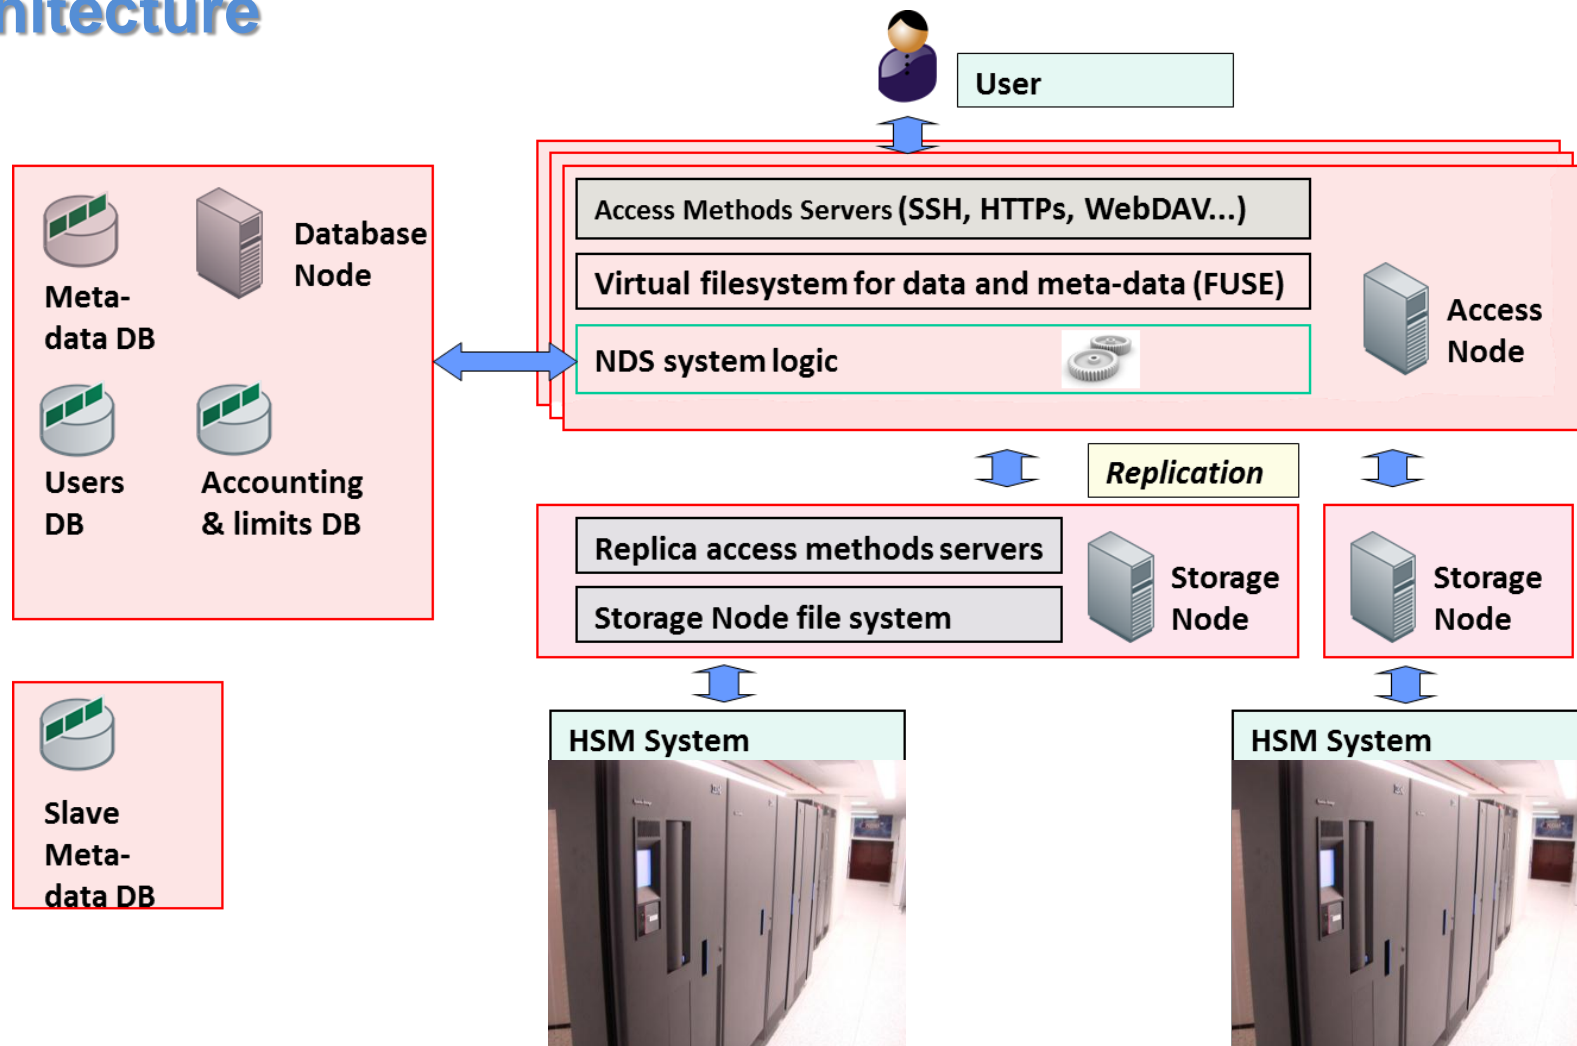 User
Access Methods Servers (SSH, HTTPs, WebDAV...)
Virtual filesystem for data and meta-data (FUSE)
NDS system logic
Access
Node
Database
Node
Meta-
data DB
Users
DB
Accounting
& limits DB
Replication
Replica access methods servers
Storage Node file system
Storage
Node
Storage
Node
Slave
Meta-
data DB
HSM System
HSM System